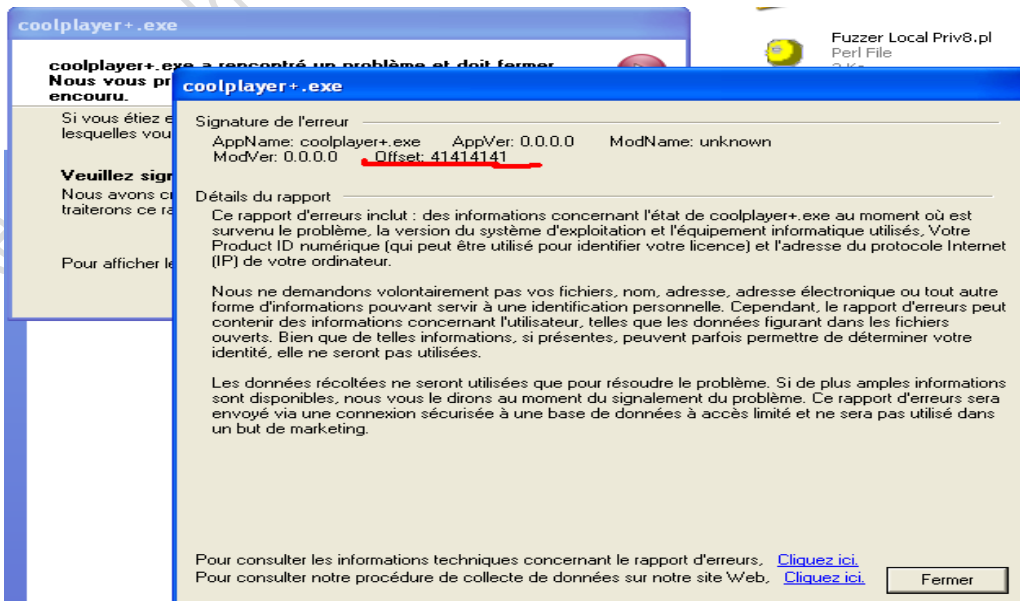 coolplayer+.exe
coolplayer+.exe a rencontré un problème et doit fermer.
Nous vous pr
encouru.
Si vous étiez e
lesquelles vou
Veuillez signa
Nous avons cr
traiterons ce ra
Pour afficher le
Fuzzer Local Priv8.pl
Perl File
coolplayer+.exe
Signature de l'erreur
AppName: coolplayer+.exe AppVer: 0.0.0.0 ModName: unknown
ModVer: 0.0.0.0 Offset: 41414141
Détails du rapport
Ce rapport d'erreurs inclut : des informations concernant l'état de coolplayer+.exe au moment où est
survenu le problème, la version du système d'exploitation et l'équipement informatique utilisés, Votre
Product ID numérique (qui peut être utilisé pour identifier votre licence) et l'adresse du protocole Internet
(IP) de votre ordinateur.
Nous ne demandons volontairement pas vos fichiers, nom, adresse, adresse électronique ou tout autre
forme d'informations pouvant servir à une identification personnelle. Cependant, le rapport d'erreurs peut
contenir des informations concernant l'utilisateur, telles que les données figurant dans les fichiers
ouverts. Bien que de telles informations, si présentes, peuvent parfois permettre de déterminer votre
identité, elle ne seront pas utilisées.
Les données récoltées ne seront utilisées que pour résoudre le problème. Si de plus amples informations
sont disponibles, nous vous le dirons au moment du signalement du problème. Ce rapport d'erreurs sera
envoyé via une connexion sécurisée à une base de données à accès limité et ne sera pas utilisé dans
un but de marketing.
Pour consulter les informations techniques concernant le rapport d'erreurs, Cliquez ici.
Pour consulter notre procédure de collecte de données sur notre site Web, Cliquez ici.
Fermer